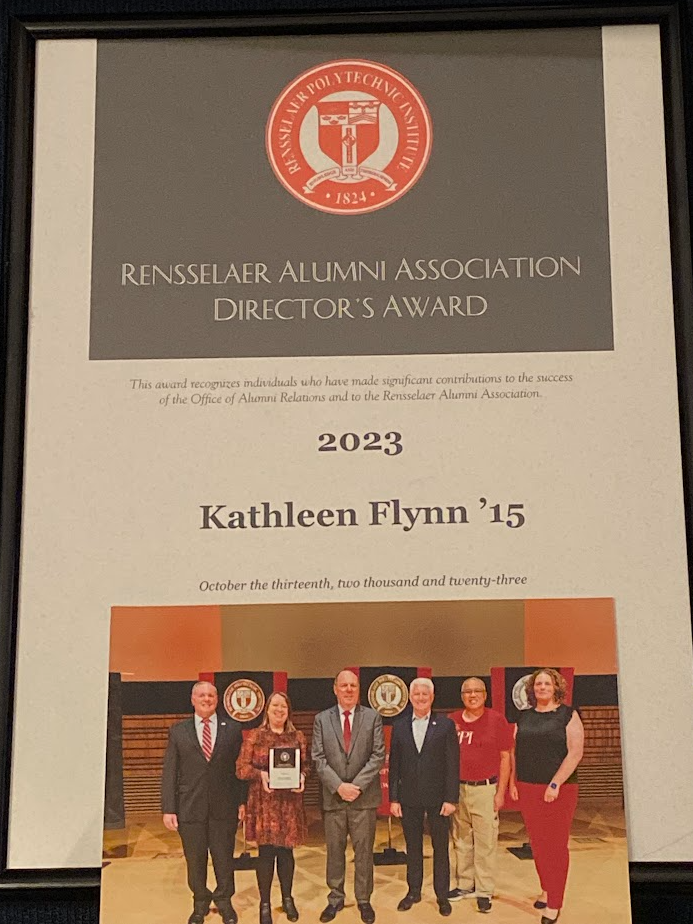 RENSSELAER POLYTECHNIC INSTITUTE
• 1824 •
RENSSELAER ALUMNI ASSOCIATION
DIRECTOR'S AWARD
This award recognizes individuals who have made significant contributions to the success
of the Office of Alumni Relations and to the Rensselaer Alumni Association.
2023
Kathleen Flynn ’15
October the thirteenth, two thousand and twenty-three